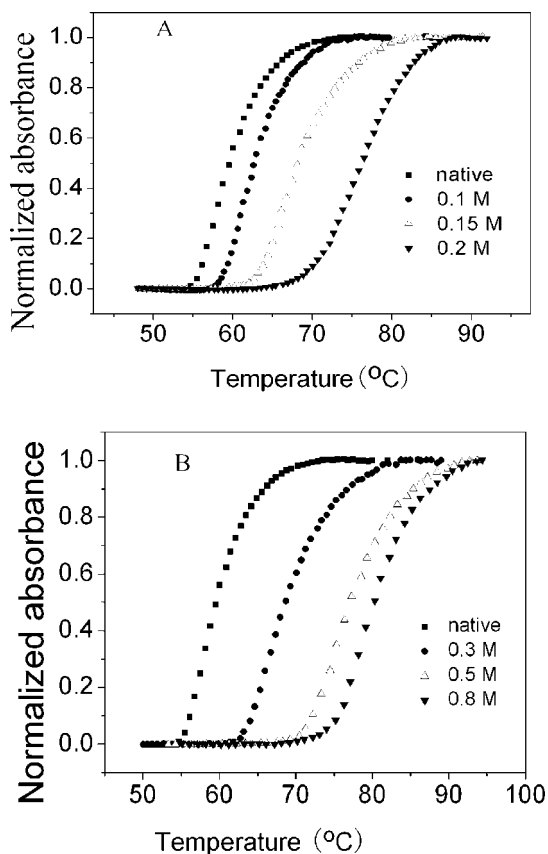 A
Normalized absorbance
1.0
0.8
0.6
0.4
0.2
0.0
native
0.1 M
0.15 M
0.2 M
50 60 70 80 90
Temperature (°C)
B
Normalized absorbance
1.0
0.8
0.6
0.4
0.2
0.0
native
0.3 M
0.5 M
0.8 M
50 60 70 80 90 100
Temperature (°C)